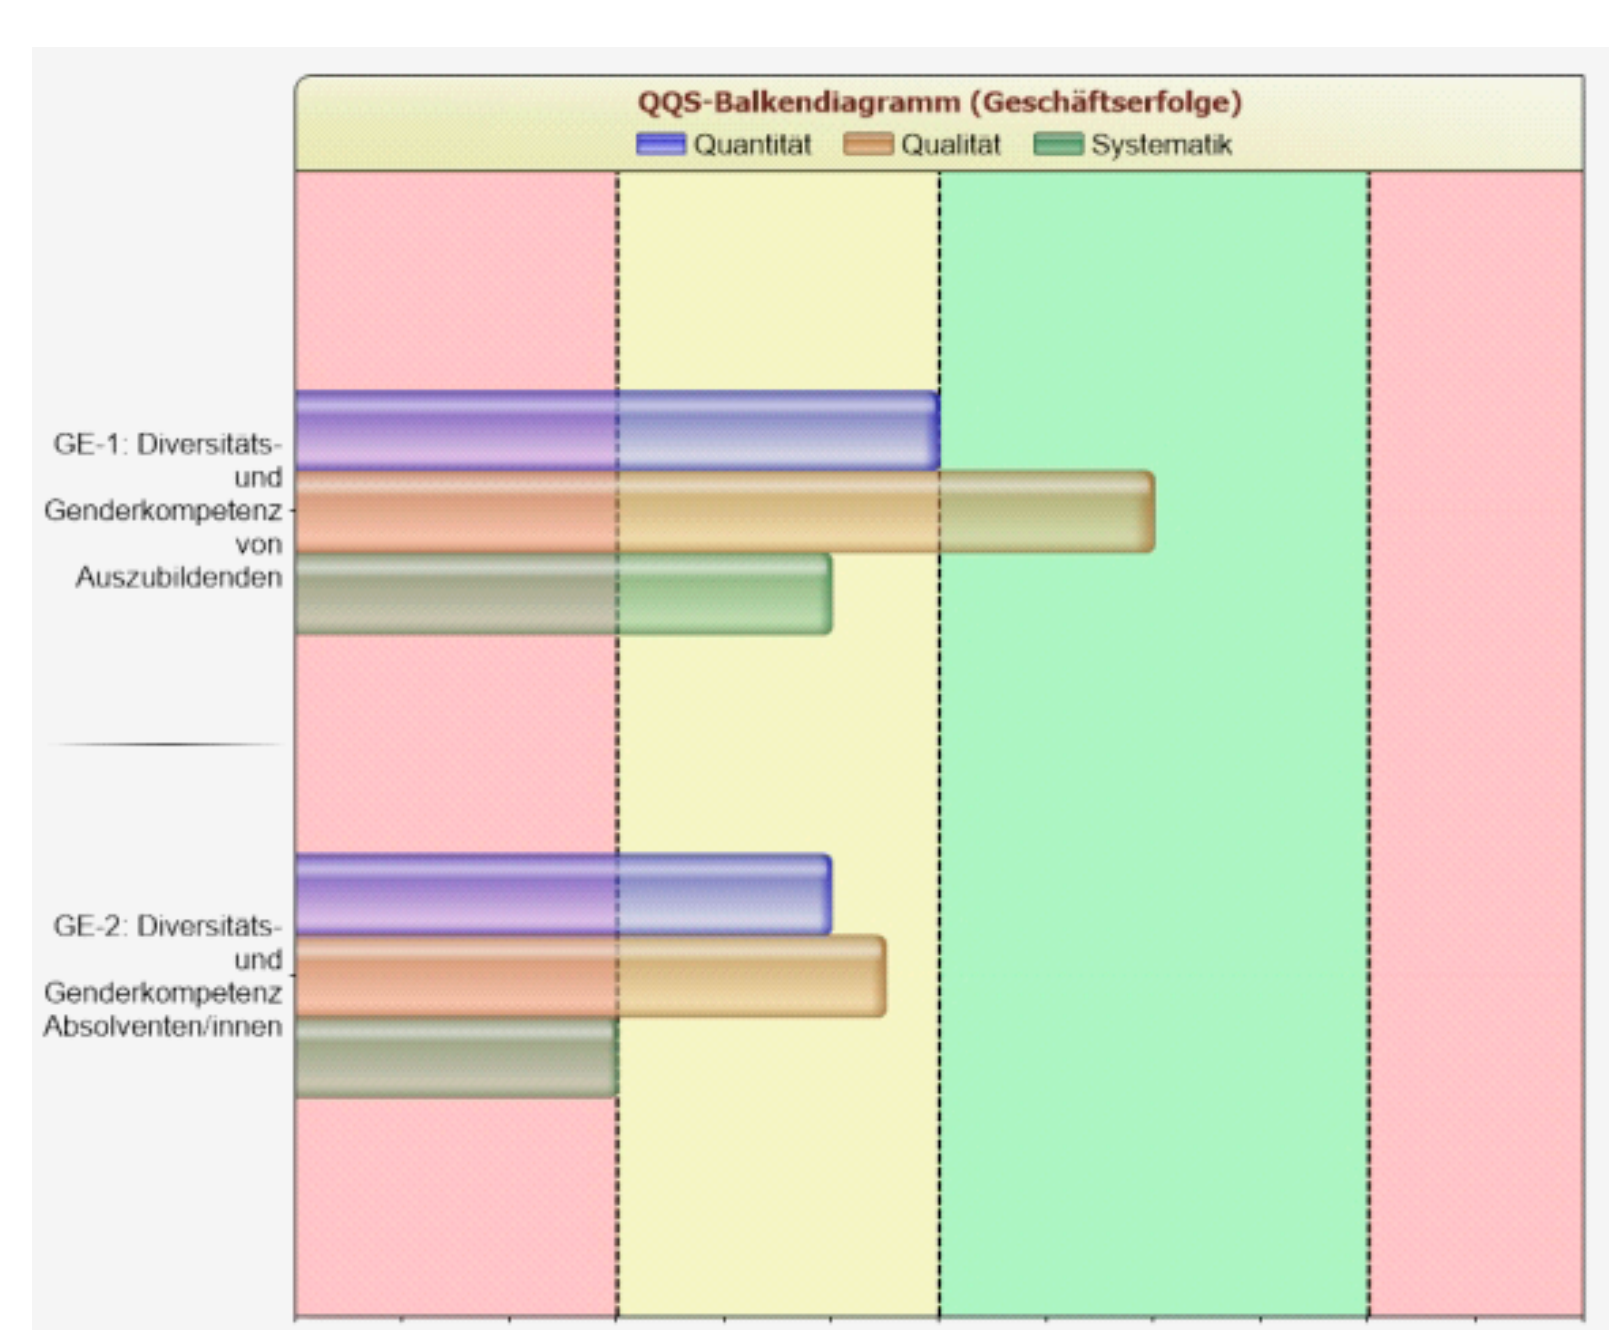 QQS-Balkendiagramm (Geschäftserfolge)
Quantität Qualität Systematik
GE-1: Diversitäts-
und
Genderkompetenz
von
Auszubildenden
GE-2: Diversitäts-
und
Genderkompetenz
Absolventen/innen